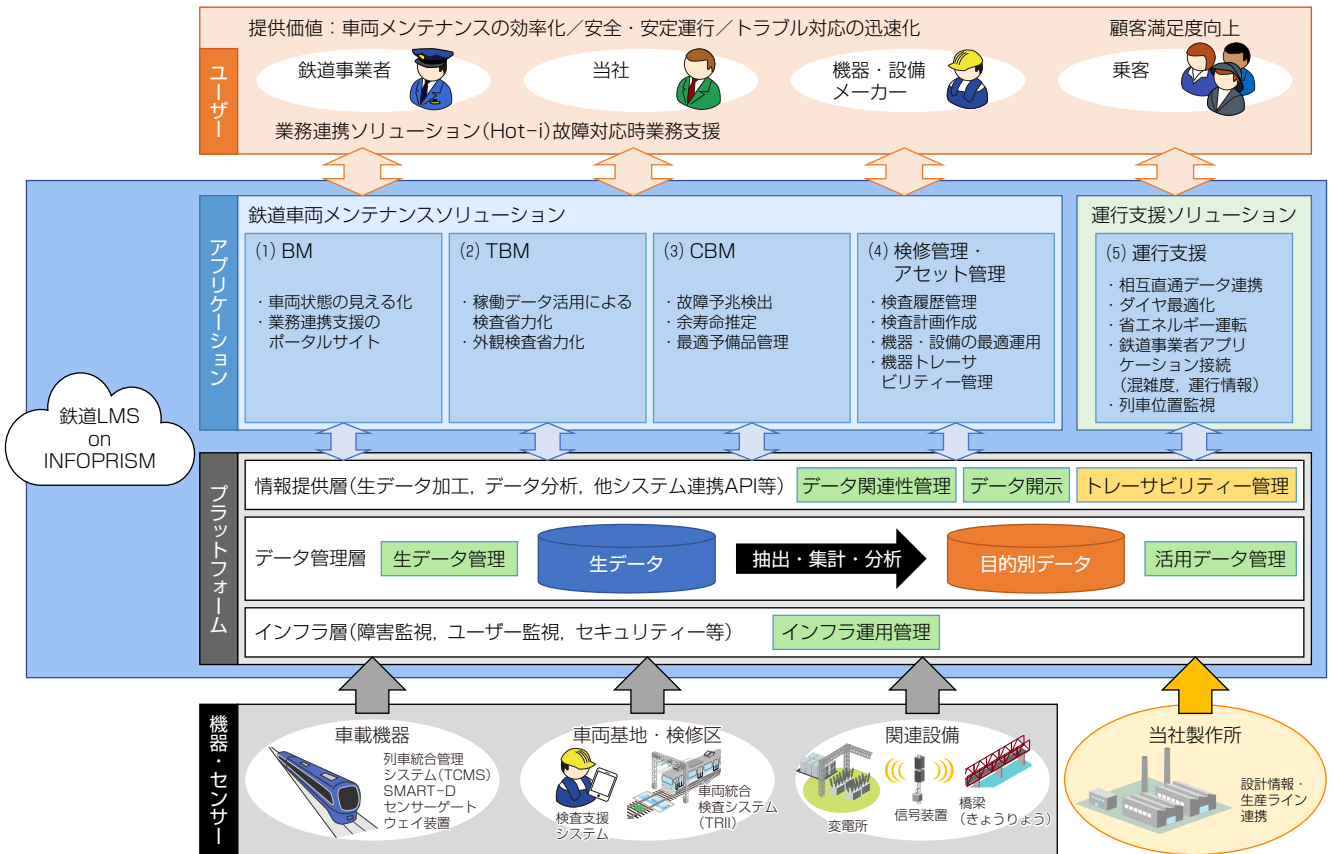 提供価値：車両メンテナンスの効率化／安全・安定運行／トラブル対応の迅速化
顧客満足度向上
ユーザー
鉄道事業者
当社
機器・設備
メーカー
乗客
業務連携ソリューション(Hot-i)故障対応時業務支援
鉄道LMS
on
INFOPRISM
アプリケーション
鉄道車両メンテナンスソリューション
(1) BM
・車両状態の見える化
・業務連携支援の
ポータルサイト
(2) TBM
・稼働データ活用による
検査省力化
・外観検査省力化
(3) CBM
・故障予兆検出
・余寿命推定
・最適予備品管理
(4) 検修管理・
アセット管理
・検査履歴管理
・検査計画作成
・機器・設備の最適運用
・機器トレーサ
ビリティー管理
運行支援ソリューション
(5) 運行支援
・相互直通データ連携
・ダイヤ最適化
・省エネルギー運転
・鉄道事業者アプリ
ケーション接続
(混雑度, 運行情報)
・列車位置監視
プラットフォーム
情報提供層(生データ加工, データ分析, 他システム連携API等)
データ関連性管理
データ開示
トレーサビリティー管理
データ管理層
生データ管理
生データ
抽出・集計・分析
目的別データ
活用データ管理
インフラ層(障害監視, ユーザー監視, セキュリティー等)
インフラ運用管理
機器・センサー
車載機器
列車統合管理
システム(TCMS)
SMART-D
センサーゲート
ウェイ装置
車両基地・検修区
検査支援
システム
車両統合
検査システム
(TRII)
関連設備
変電所
信号装置
橋梁
(きょうりょう)
当社製作所
設計情報・
生産ライン
連携